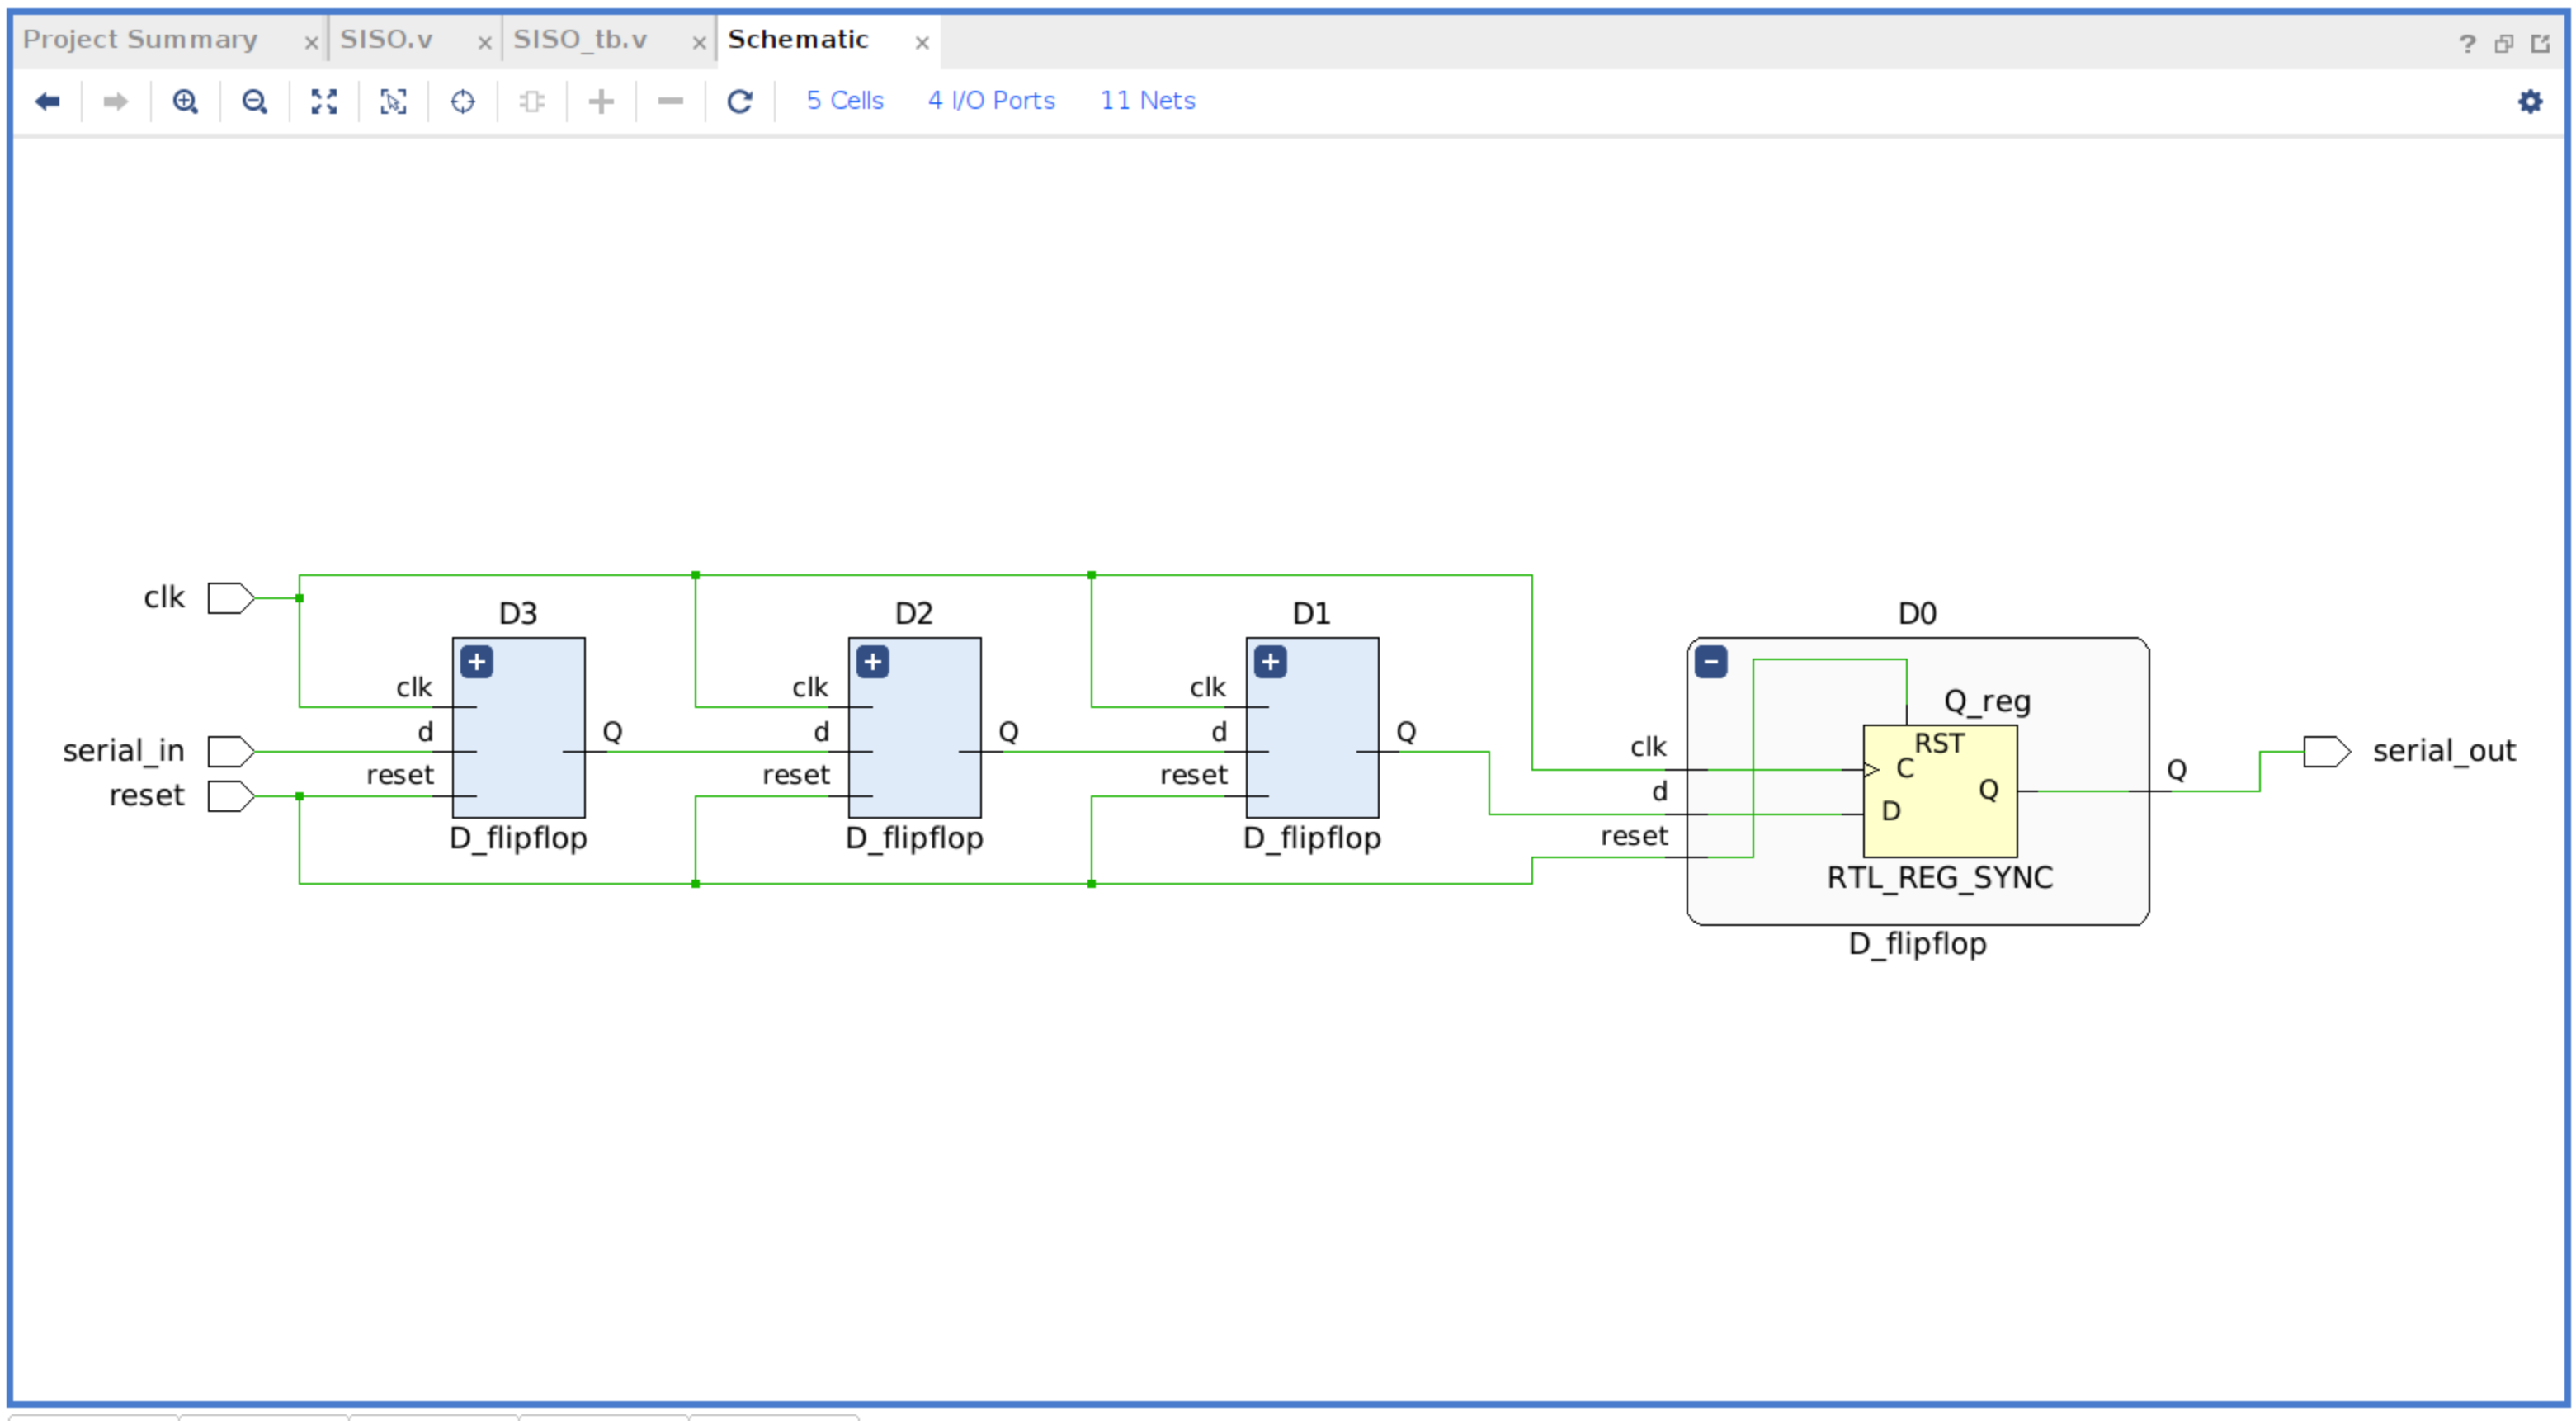 Project Summary × SISO.v × SISO_tb.v × Schematic × ?
5 Cells 4 I/O Ports 11 Nets
clk
D3 D2 D1 D0
clk clk clk Q_reg
d Q d Q d Q clk RST
serial_in C Q serial_out
reset reset reset d Q
reset D
reset
D_flipflop D_flipflop D_flipflop RTL_REG_SYNC
D_flipflop